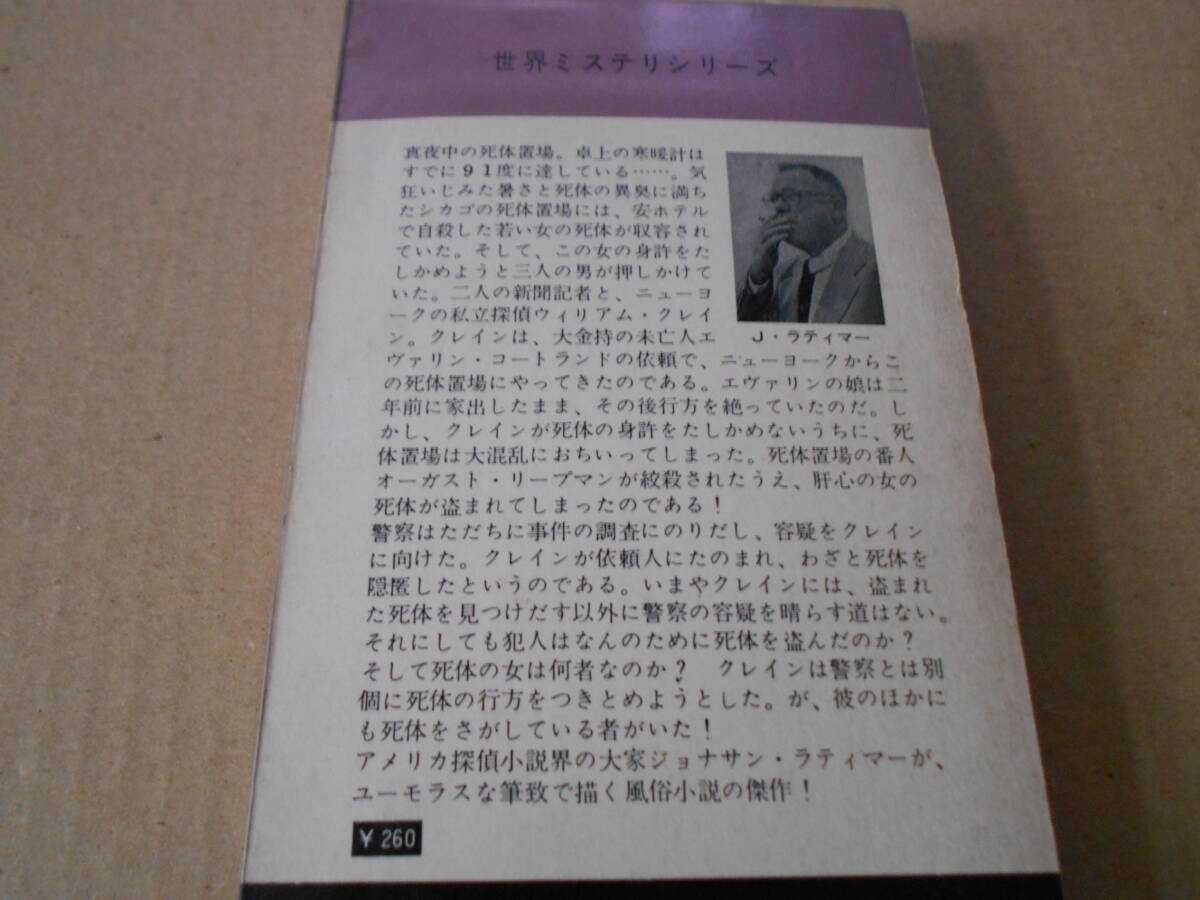 世界ミステリシリーズ
真夜中の死体置場。卓上の寒暖計は
すでに９１度に達している……。気
狂いじみた暑さと死体の異臭に満ち
たシカゴの死体置場には、安ホテル
で自殺した若い女の死体が収容され
ていた。そして、この女の身許をた
しかめようと三人の男が押しかけて
いた。二人の新聞記者と、ニューヨ
ークの私立探偵ウィリアム・クレイ
ン。クレインは、大金持の未亡人エ
ヴァリン・コートランドの依頼で、ニューヨークからこ
の死体置場にやってきたのである。エヴァリンの娘は二
年前に家出したまま、その後行方を絶っていたのだ。し
かし、クレインが死体の身許をたしかめないうちに、死
体置場は大混乱におちいってしまった。死体置場の番人
オーガスト・リーブマンが絞殺されたうえ、肝心の女の
死体が盗まれてしまったのである！
警察はただちに事件の調査にのりだし、容疑をクレイン
に向けた。クレインが依頼人にたのまれ、わざと死体を
隠匿したというのである。いまやクレインには、盗まれ
た死体を見つけだす以外に警察の容疑を晴らす道はない。
それにしても犯人はなんのために死体を盗んだのか？
そして死体の女は何者なのか？　クレインは警察とは別
個に死体の行方をつきとめようとした。が、彼のほかに
も死体をさがしている者がいた！
アメリカ探偵小説界の大家ジョナサン・ラティマーが、
ユーモラスな筆致で描く風俗小説の傑作！
J・ラティマー
￥260